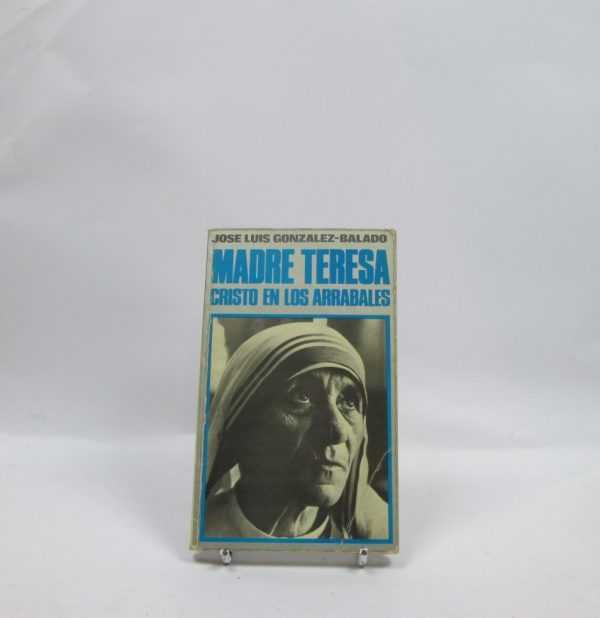 JOSE LUIS GONZALEZ-BALADO
MADRE TERESA
CRISTO EN LOS ARRABALES